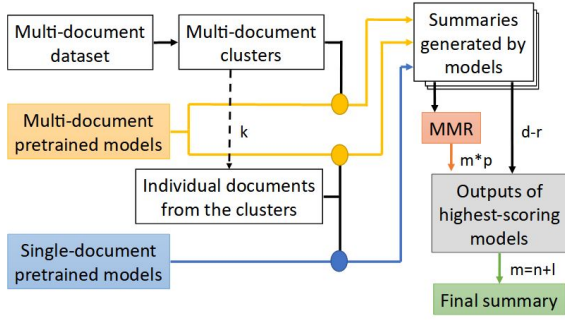 Multi-document
dataset
Multi-document
clusters
Summaries
generated by
models
Multi-document
pretrained models
k
MMR
d-r
m*p
Individual documents
from the clusters
Outputs of
highest-scoring
models
Single-document
pretrained models
m=n+l
Final summary